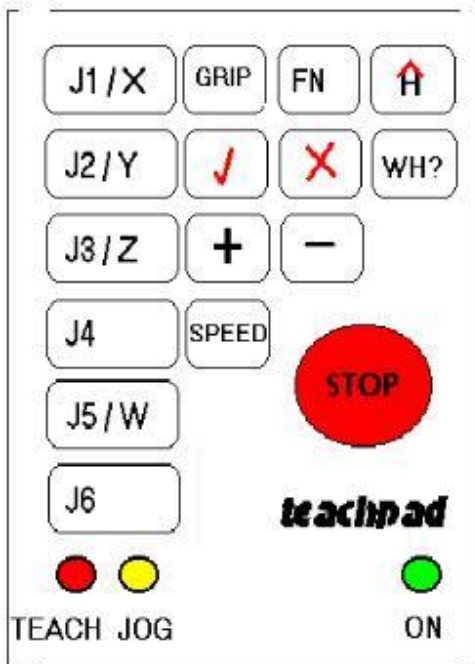 J1/X GRIP FN H
J2/Y ✓ X WH?
J3/Z + −
J4 SPEED
STOP
J5/W
J6 teachpad
TEACH JOG ON